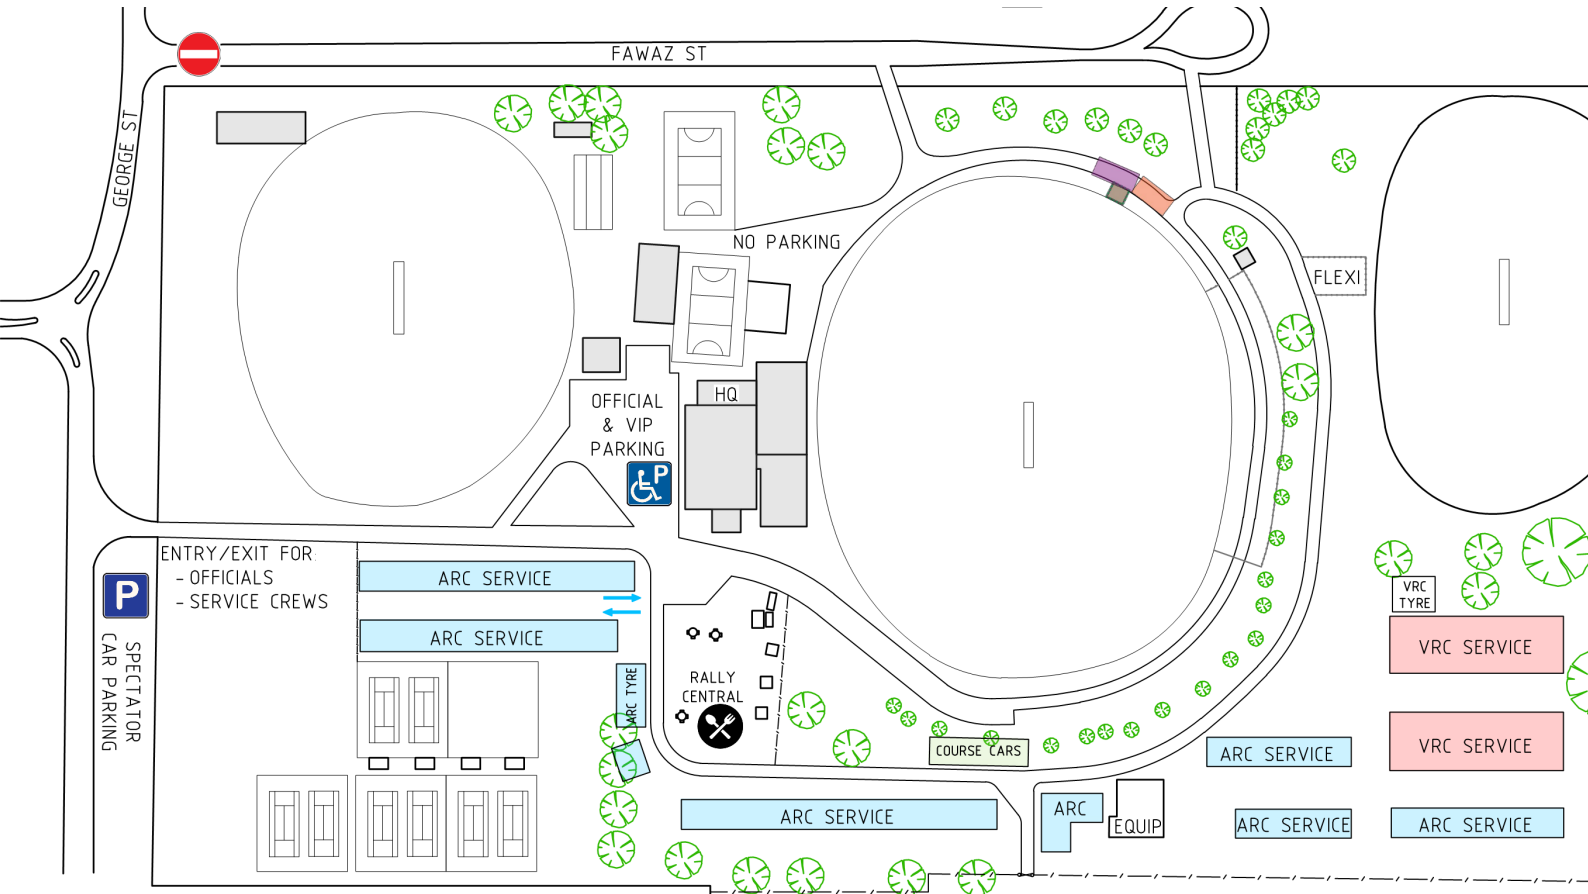 FAWAZ ST
GEORGE ST
NO PARKING
FLEXI
HQ
OFFICIAL
& VIP
PARKING
P
ENTRY/EXIT FOR:
- OFFICIALS
- SERVICE CREWS
P
SPECTATOR
CAR PARKING
ARC SERVICE
ARC SERVICE
ARC TYRE
RALLY
CENTRAL
COURSE CARS
VRC
TYRE
VRC SERVICE
VRC SERVICE
ARC SERVICE
ARC SERVICE
ARC
EQUIP
ARC SERVICE
ARC SERVICE